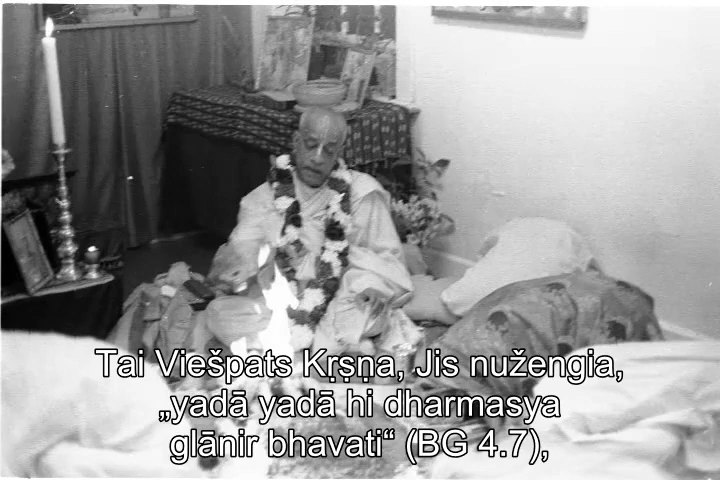 Tai Viešpats Kṛṣṇa, Jis nužengia,
„yadā yadā hi dharmasya
glānir bhavati“ (BG 4.7),